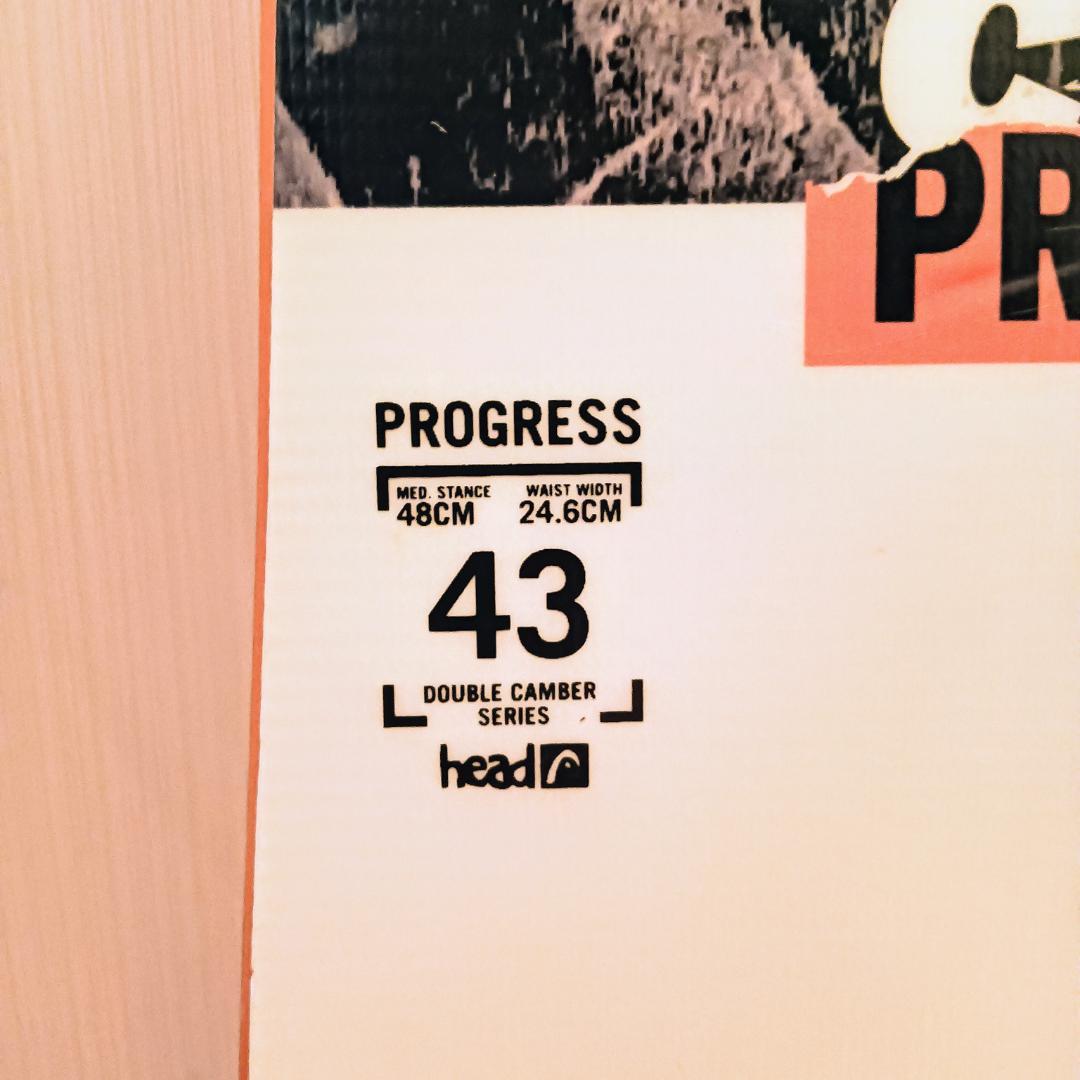 C
PR
PROGRESS
MED. STANCE WAIST WIDTH
48CM 24.6CM
43
DOUBLE CAMBER
SERIES
head